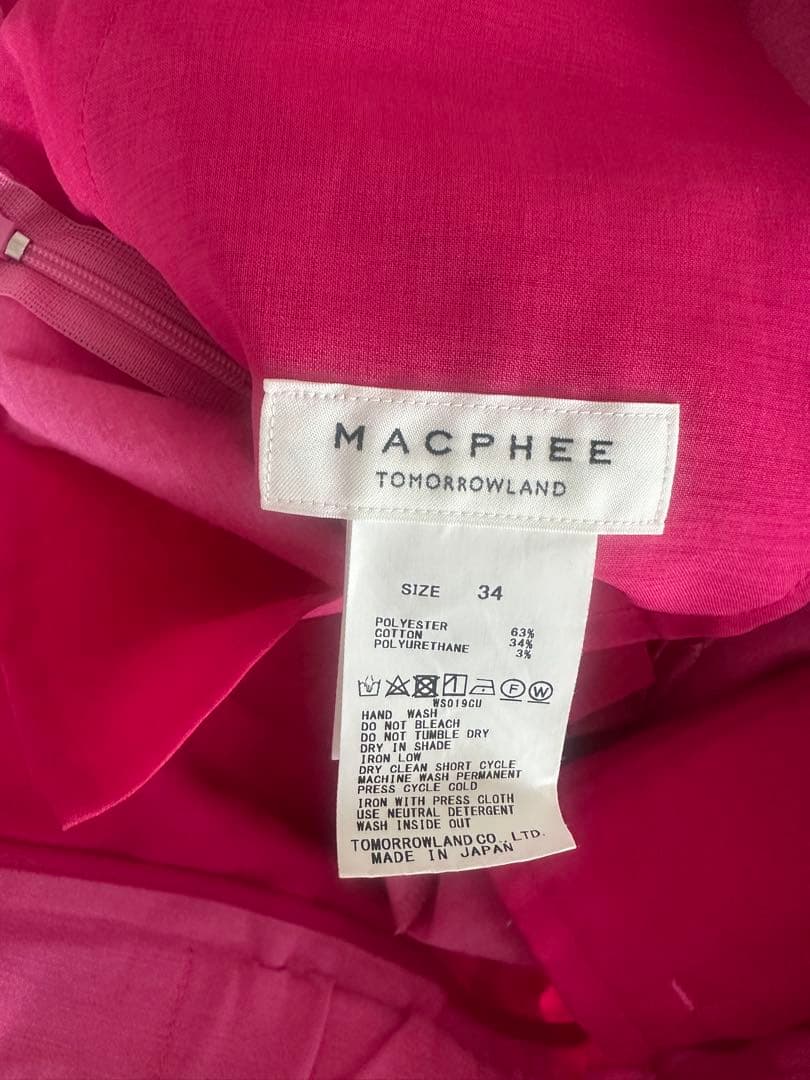 MACPHEE
TOMORROWLAND
SIZE 34
POLYESTER 63%
COTTON 34%
POLYURETHANE 3%
F W
WS019GU
HAND WASH
DO NOT BLEACH
DO NOT TUMBLE DRY
DRY IN SHADE
IRON LOW
DRY CLEAN SHORT CYCLE
MACHINE WASH PERMANENT
PRESS CYCLE COLD
IRON WITH PRESS CLOTH
USE NEUTRAL DETERGENT
WASH INSIDE OUT
TOMORROWLAND CO., LTD.
MADE IN JAPAN